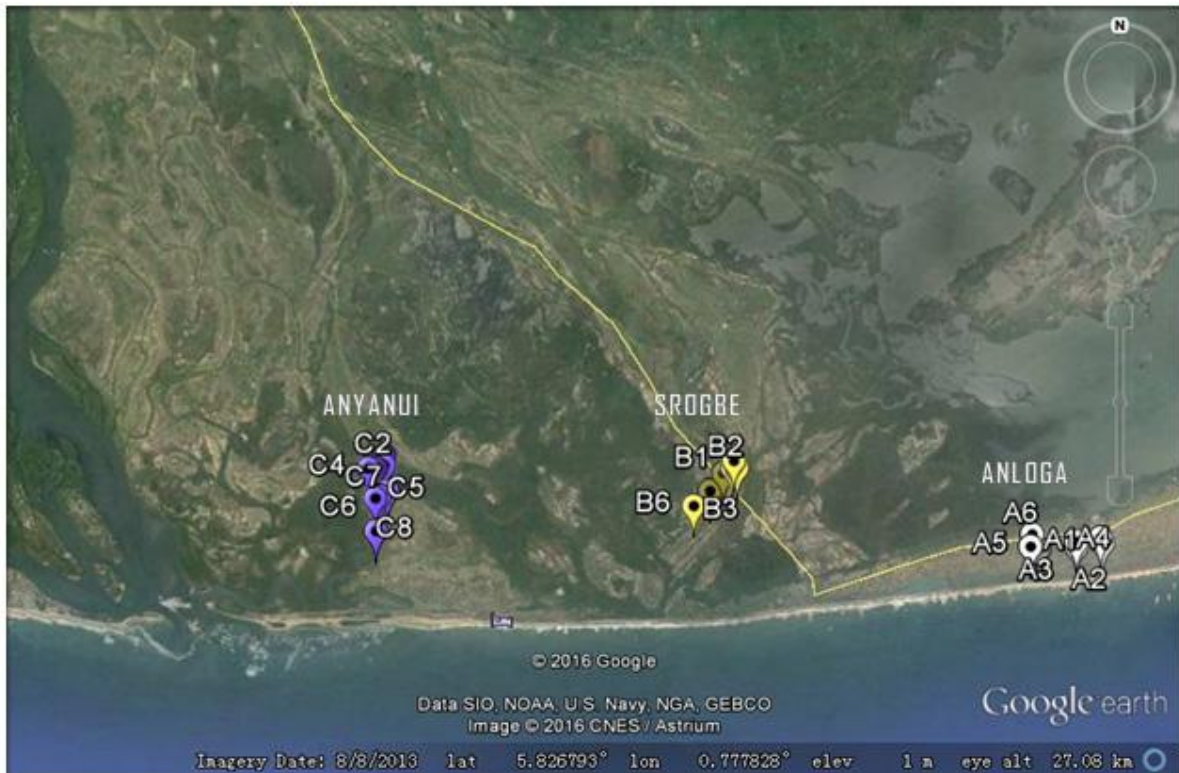 N
ANYANUI
SROGBE
ANLOGA
C2
C4
C7
C5
C6
C8
B1
B2
B3
B6
A6
A5
A1
A4
A3
A2
© 2016 Google
Data SIO, NOAA, U.S. Navy, NGA, GEBCO
Image © 2016 CNES / Astrium
Google earth
Imagery Date: 8/8/2013 lat 5.826793° lon 0.777828° elev 1 m eye alt 27.08 km